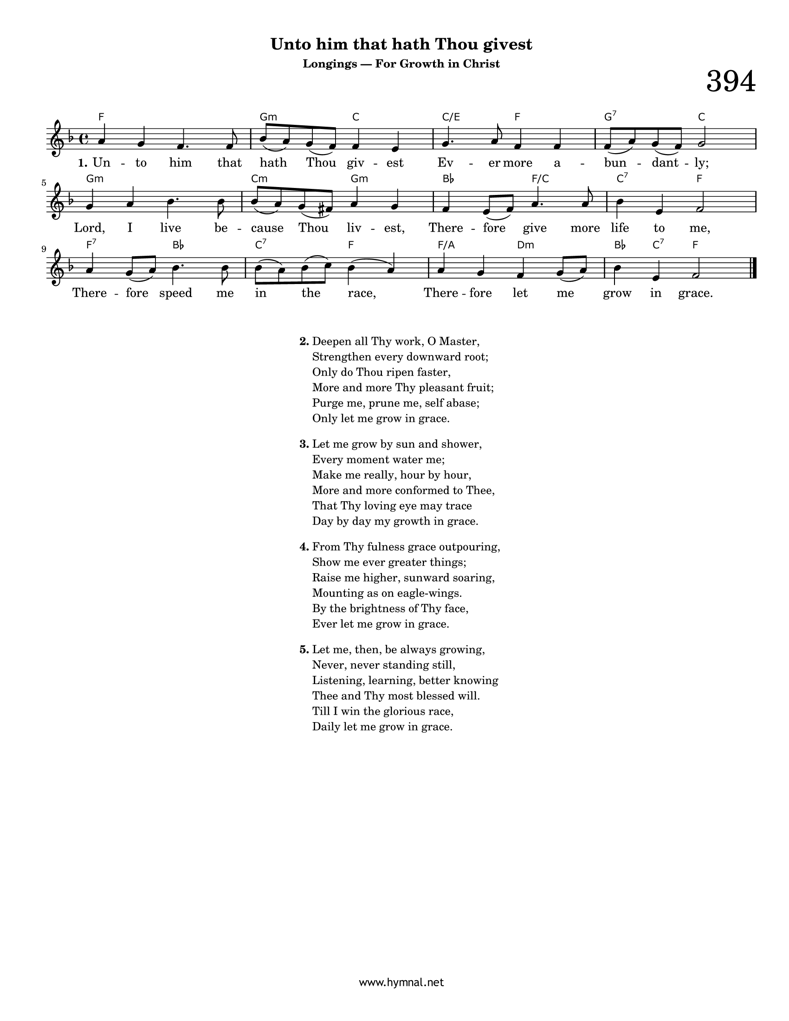 Unto him that hath Thou givest
Longings — For Growth in Christ
394
F Gm C C/E F G7 C
1. Un - to him that hath Thou giv - est Ev - er more a - bun - dant - ly;
5 Gm Cm Gm B♭ F/C C7 F
Lord, I live be - cause Thou liv - est, There - fore give more life to me,
9 F7 B♭ C7 F F/A Dm B♭ C7 F
There - fore speed me in the race, There - fore let me grow in grace.
2. Deepen all Thy work, O Master,
Strengthen every downward root;
Only do Thou ripen faster,
More and more Thy pleasant fruit;
Purge me, prune me, self abase;
Only let me grow in grace.
3. Let me grow by sun and shower,
Every moment water me;
Make me really, hour by hour,
More and more conformed to Thee,
That Thy loving eye may trace
Day by day my growth in grace.
4. From Thy fulness grace outpouring,
Show me ever greater things;
Raise me higher, sunward soaring,
Mounting as on eagle-wings.
By the brightness of Thy face,
Ever let me grow in grace.
5. Let me, then, be always growing,
Never, never standing still,
Listening, learning, better knowing
Thee and Thy most blessed will.
Till I win the glorious race,
Daily let me grow in grace.
www.hymnal.net